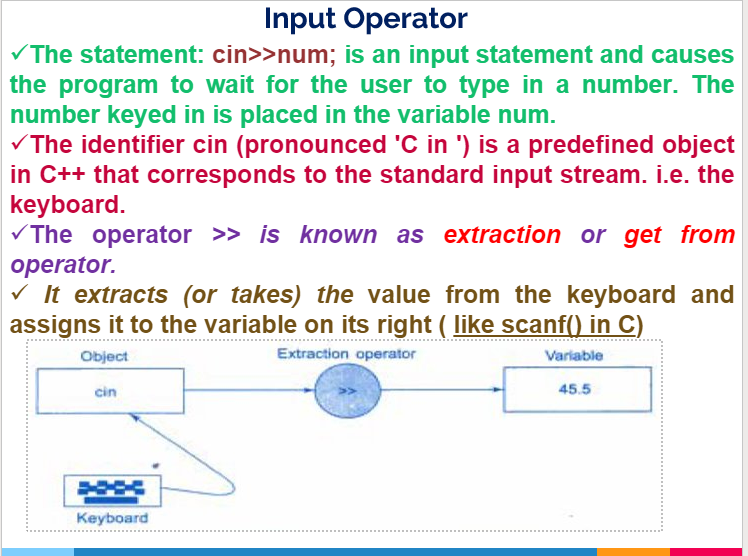 Input Operator
✓The statement: cin>>num; is an input statement and causes
the program to wait for the user to type in a number. The
number keyed in is placed in the variable num.
✓The identifier cin (pronounced 'C in ') is a predefined object
in C++ that corresponds to the standard input stream. i.e. the
keyboard.
✓The operator >> is known as extraction or get from
operator.
✓ It extracts (or takes) the value from the keyboard and
assigns it to the variable on its right ( like scanf() in C)
Object Extraction operator Variable
cin >> 45.5
Keyboard